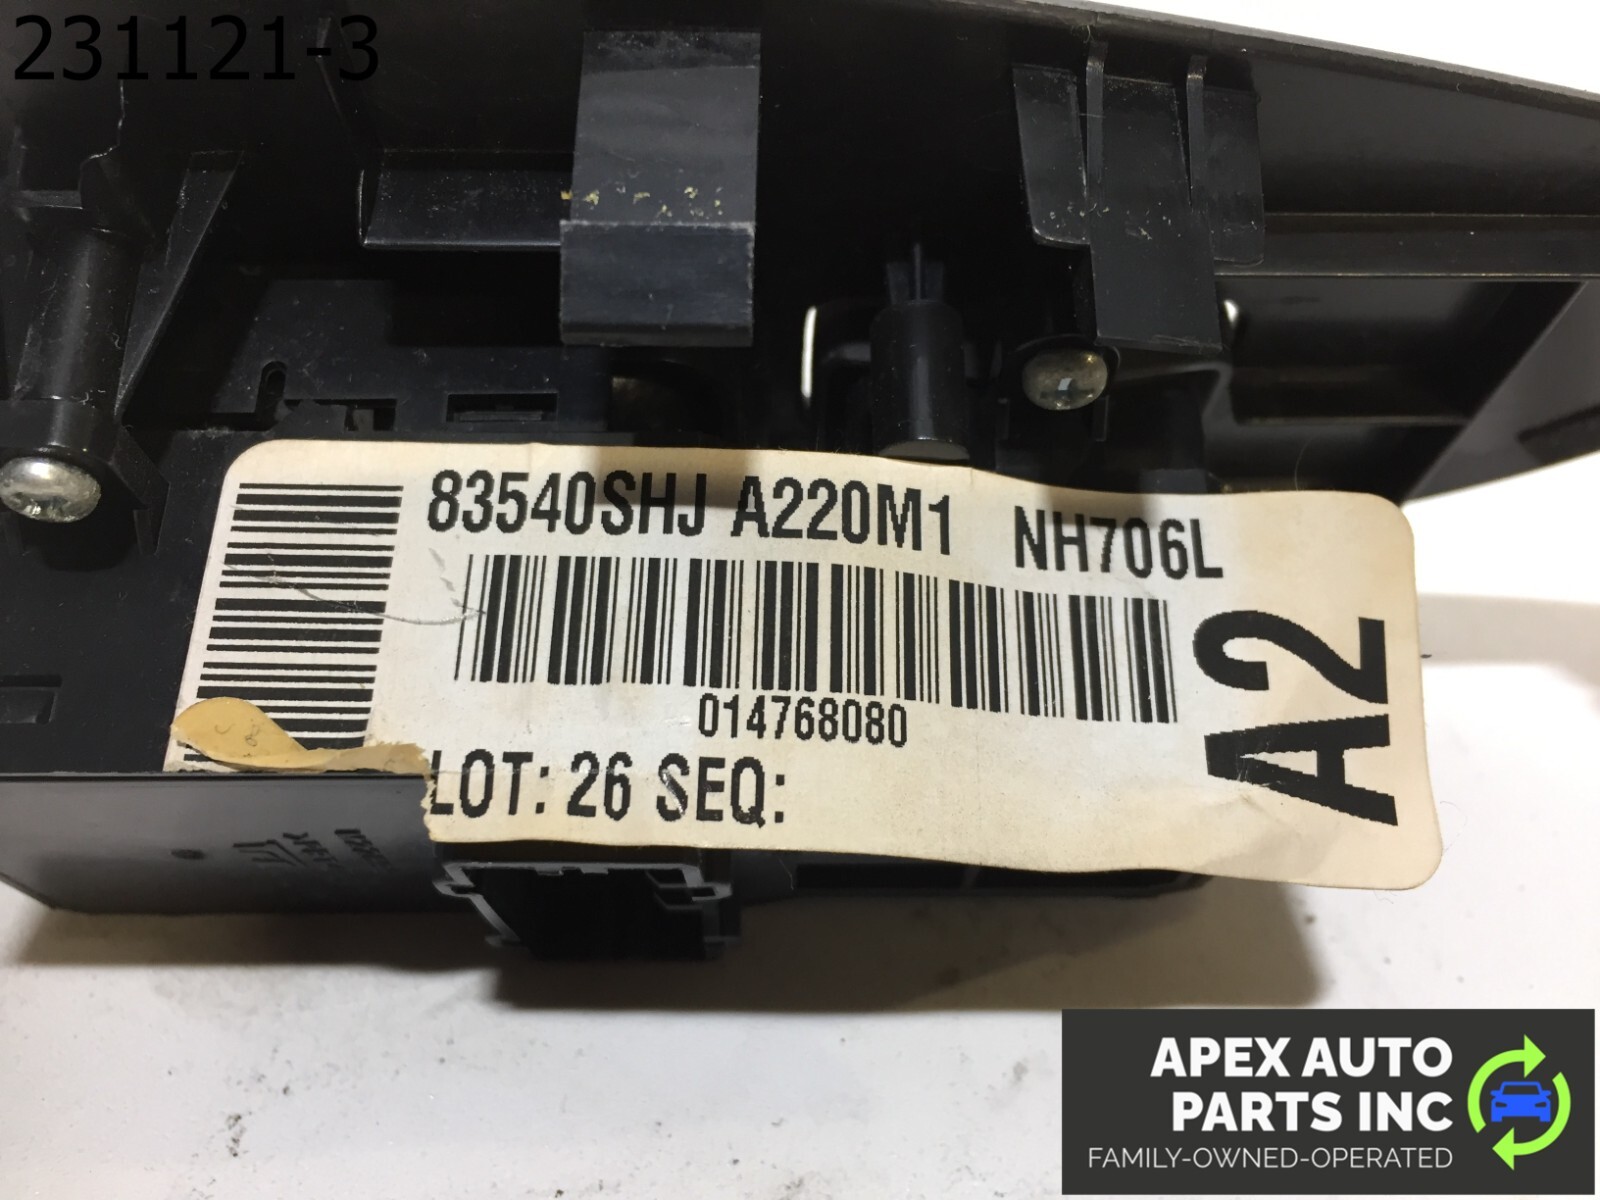 231121-3
83540SHJ A220M1 NH706L
014768080
A2
LOT: 26 SEQ:
APEX AUTO
PARTS INC
FAMILY-OWNED-OPERATED